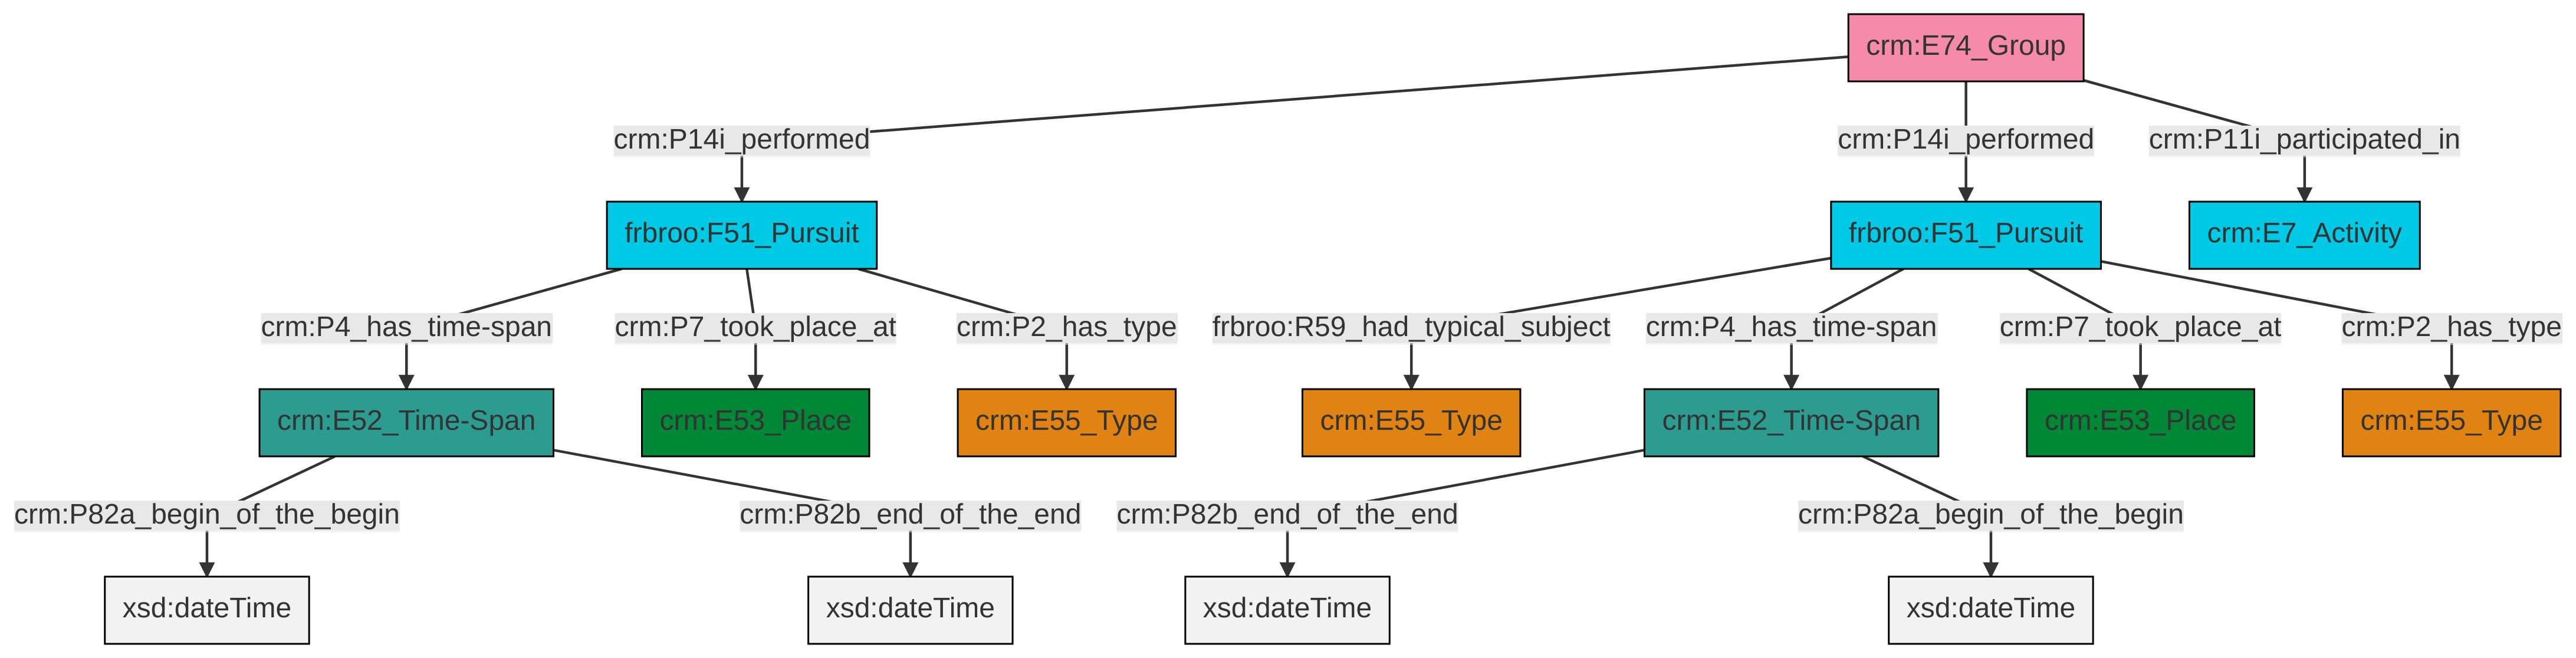 crm:E74_Group
crm:P14i_performed
crm:P14i_performed
crm:P11i_participated_in
frbroo:F51_Pursuit
frbroo:F51_Pursuit
crm:E7_Activity
crm:P4_has_time-span
crm:P7_took_place_at
crm:P2_has_type
frbroo:R59_had_typical_subject
crm:P4_has_time-span
crm:P7_took_place_at
crm:P2_has_type
crm:E52_Time-Span
crm:E53_Place
crm:E55_Type
crm:E55_Type
crm:E52_Time-Span
crm:E53_Place
crm:E55_Type
crm:P82a_begin_of_the_begin
crm:P82b_end_of_the_end
crm:P82b_end_of_the_end
crm:P82a_begin_of_the_begin
xsd:dateTime
xsd:dateTime
xsd:dateTime
xsd:dateTime